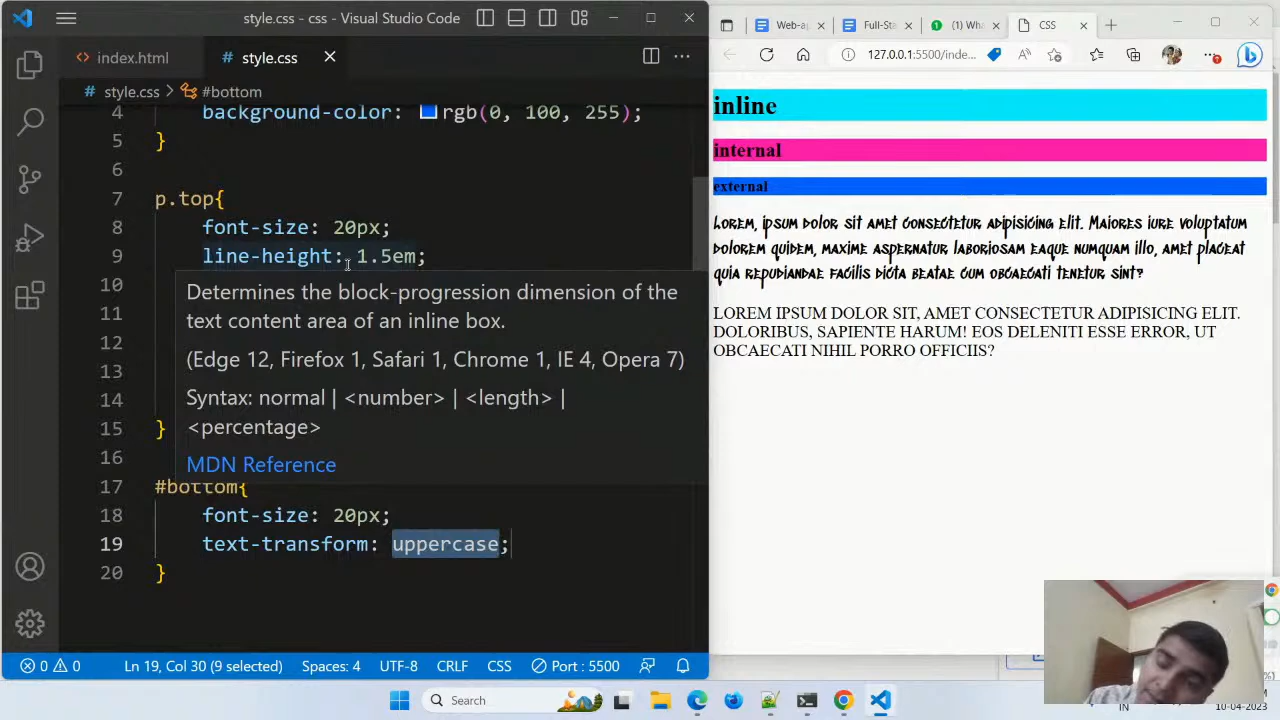 style.css - css - Visual Studio Code
index.html
style.css
style.css > #bottom
4 background-color: rgb(0, 100, 255);
5 }
6
7 p.top{
8 font-size: 20px;
9 line-height: 1.5em;
10
11
12
13
14
15 }
16
17 #bottom{
18 font-size: 20px;
19 text-transform: uppercase;
20 }
Determines the block-progression dimension of the
text content area of an inline box.
(Edge 12, Firefox 1, Safari 1, Chrome 1, IE 4, Opera 7)
Syntax: normal | <number> | <length> |
<percentage>
MDN Reference
0 0 Ln 19, Col 30 (9 selected) Spaces: 4 UTF-8 CRLF CSS Port : 5500
Web-a
Full-Sta
(1) Wha
CSS
127.0.0.1:5500/inde
inline
internal
external
Lorem, ipsum dolor sit amet consectetur adipisicing elit. Maiores iure voluptatum
dolorem quidem, maxime aspernatur laboriosam eaque numquam illo, amet placeat
quia repudiandae facilis dicta beatae cum obcaecati tenetur sint?
LOREM IPSUM DOLOR SIT, AMET CONSECTETUR ADIPISICING ELIT.
DOLORIBUS, SAPIENTE HARUM! EOS DELENITI ESSE ERROR, UT
OBCAECATI NIHIL PORRO OFFICIIS?
Search
10-04-2023